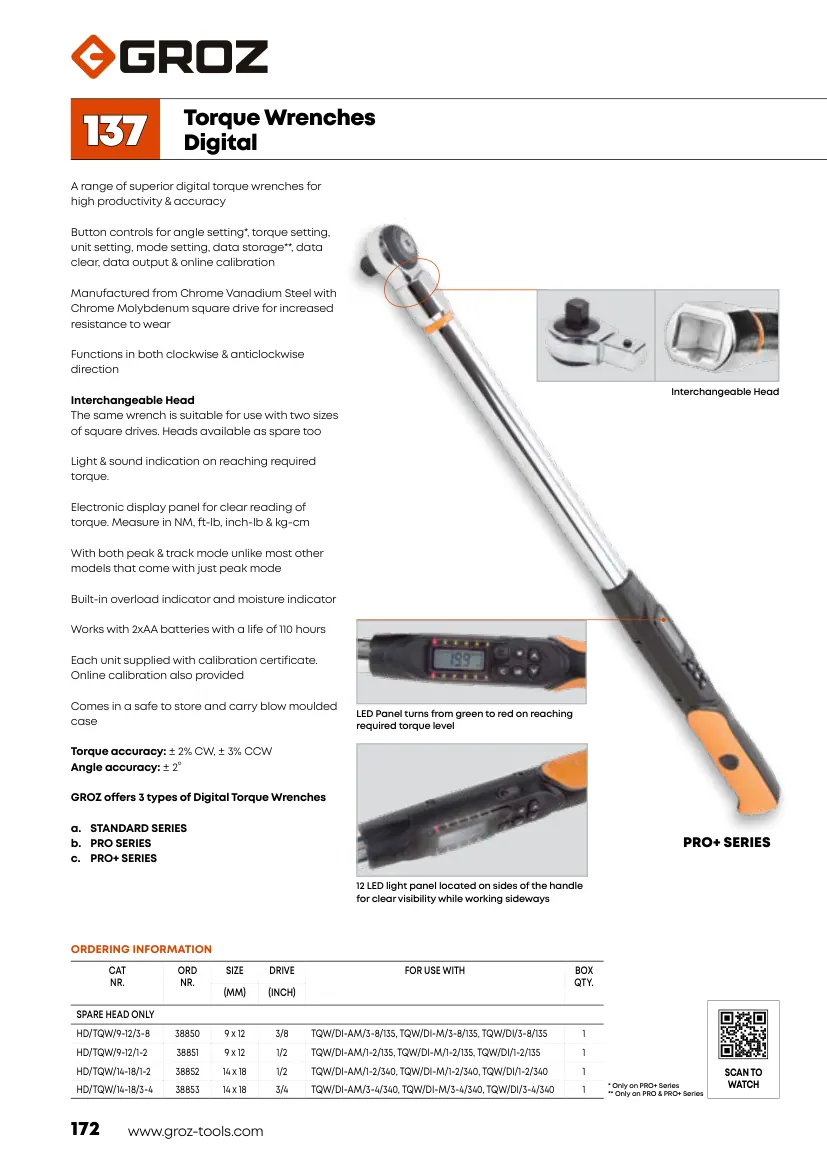 GROZ
137
Torque Wrenches
Digital
A range of superior digital torque wrenches for
high productivity & accuracy
Button controls for angle setting*, torque setting,
unit setting, mode setting, data storage**, data
clear, data output & online calibration
Manufactured from Chrome Vanadium Steel with
Chrome Molybdenum square drive for increased
resistance to wear
Functions in both clockwise & anticlockwise
direction
Interchangeable Head
The same wrench is suitable for use with two sizes
of square drives. Heads available as spare too
Light & sound indication on reaching required
torque.
Electronic display panel for clear reading of
torque. Measure in NM, ft-lb, inch-lb & kg-cm
With both peak & track mode unlike most other
models that come with just peak mode
Built-in overload indicator and moisture indicator
Works with 2xAA batteries with a life of 110 hours
Each unit supplied with calibration certificate.
Online calibration also provided
Comes in a safe to store and carry blow moulded
case
Torque accuracy: ± 2% CW, ± 3% CCW
Angle accuracy: ± 2°
GROZ offers 3 types of Digital Torque Wrenches
a. STANDARD SERIES
b. PRO SERIES
c. PRO+ SERIES
Interchangeable Head
199
LED Panel turns from green to red on reaching
required torque level
12 LED light panel located on sides of the handle
for clear visibility while working sideways
PRO+ SERIES
ORDERING INFORMATION
CAT NR. ORD NR. SIZE (MM) DRIVE (INCH) FOR USE WITH BOX QTY.
SPARE HEAD ONLY
HD/TQW/9-12/3-8 38850 9 x 12 3/8 TQW/DI-AM/3-8/135, TQW/DI-M/3-8/135, TQW/DI/3-8/135 1
HD/TQW/9-12/1-2 38851 9 x 12 1/2 TQW/DI-AM/1-2/135, TQW/DI-M/1-2/135, TQW/DI/1-2/135 1
HD/TQW/14-18/1-2 38852 14 x 18 1/2 TQW/DI-AM/1-2/340, TQW/DI-M/1-2/340, TQW/DI/1-2/340 1
HD/TQW/14-18/3-4 38853 14 x 18 3/4 TQW/DI-AM/3-4/340, TQW/DI-M/3-4/340, TQW/DI/3-4/340 1
* Only on PRO+ Series
** Only on PRO & PRO+ Series
SCAN TO
WATCH
172 www.groz-tools.com